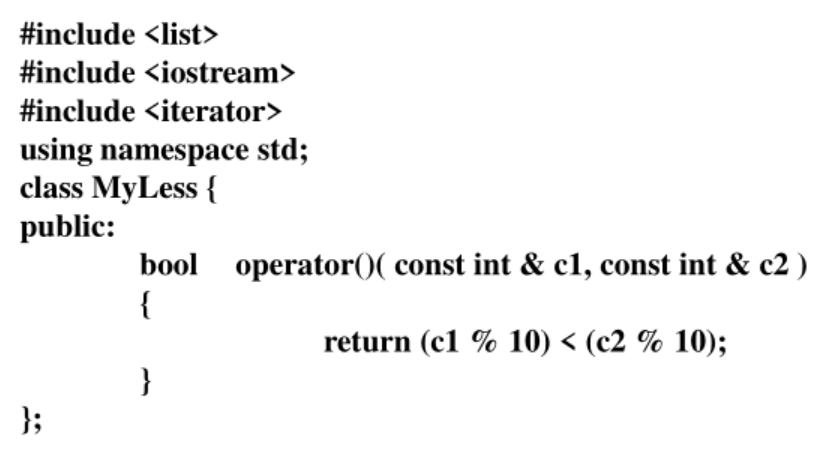 #include <list>
#include <iostream>
#include <iterator>
using namespace std;
class MyLess {
public:
bool operator()( const int & c1, const int & c2 )
{
return (c1 % 10) < (c2 % 10);
}
};